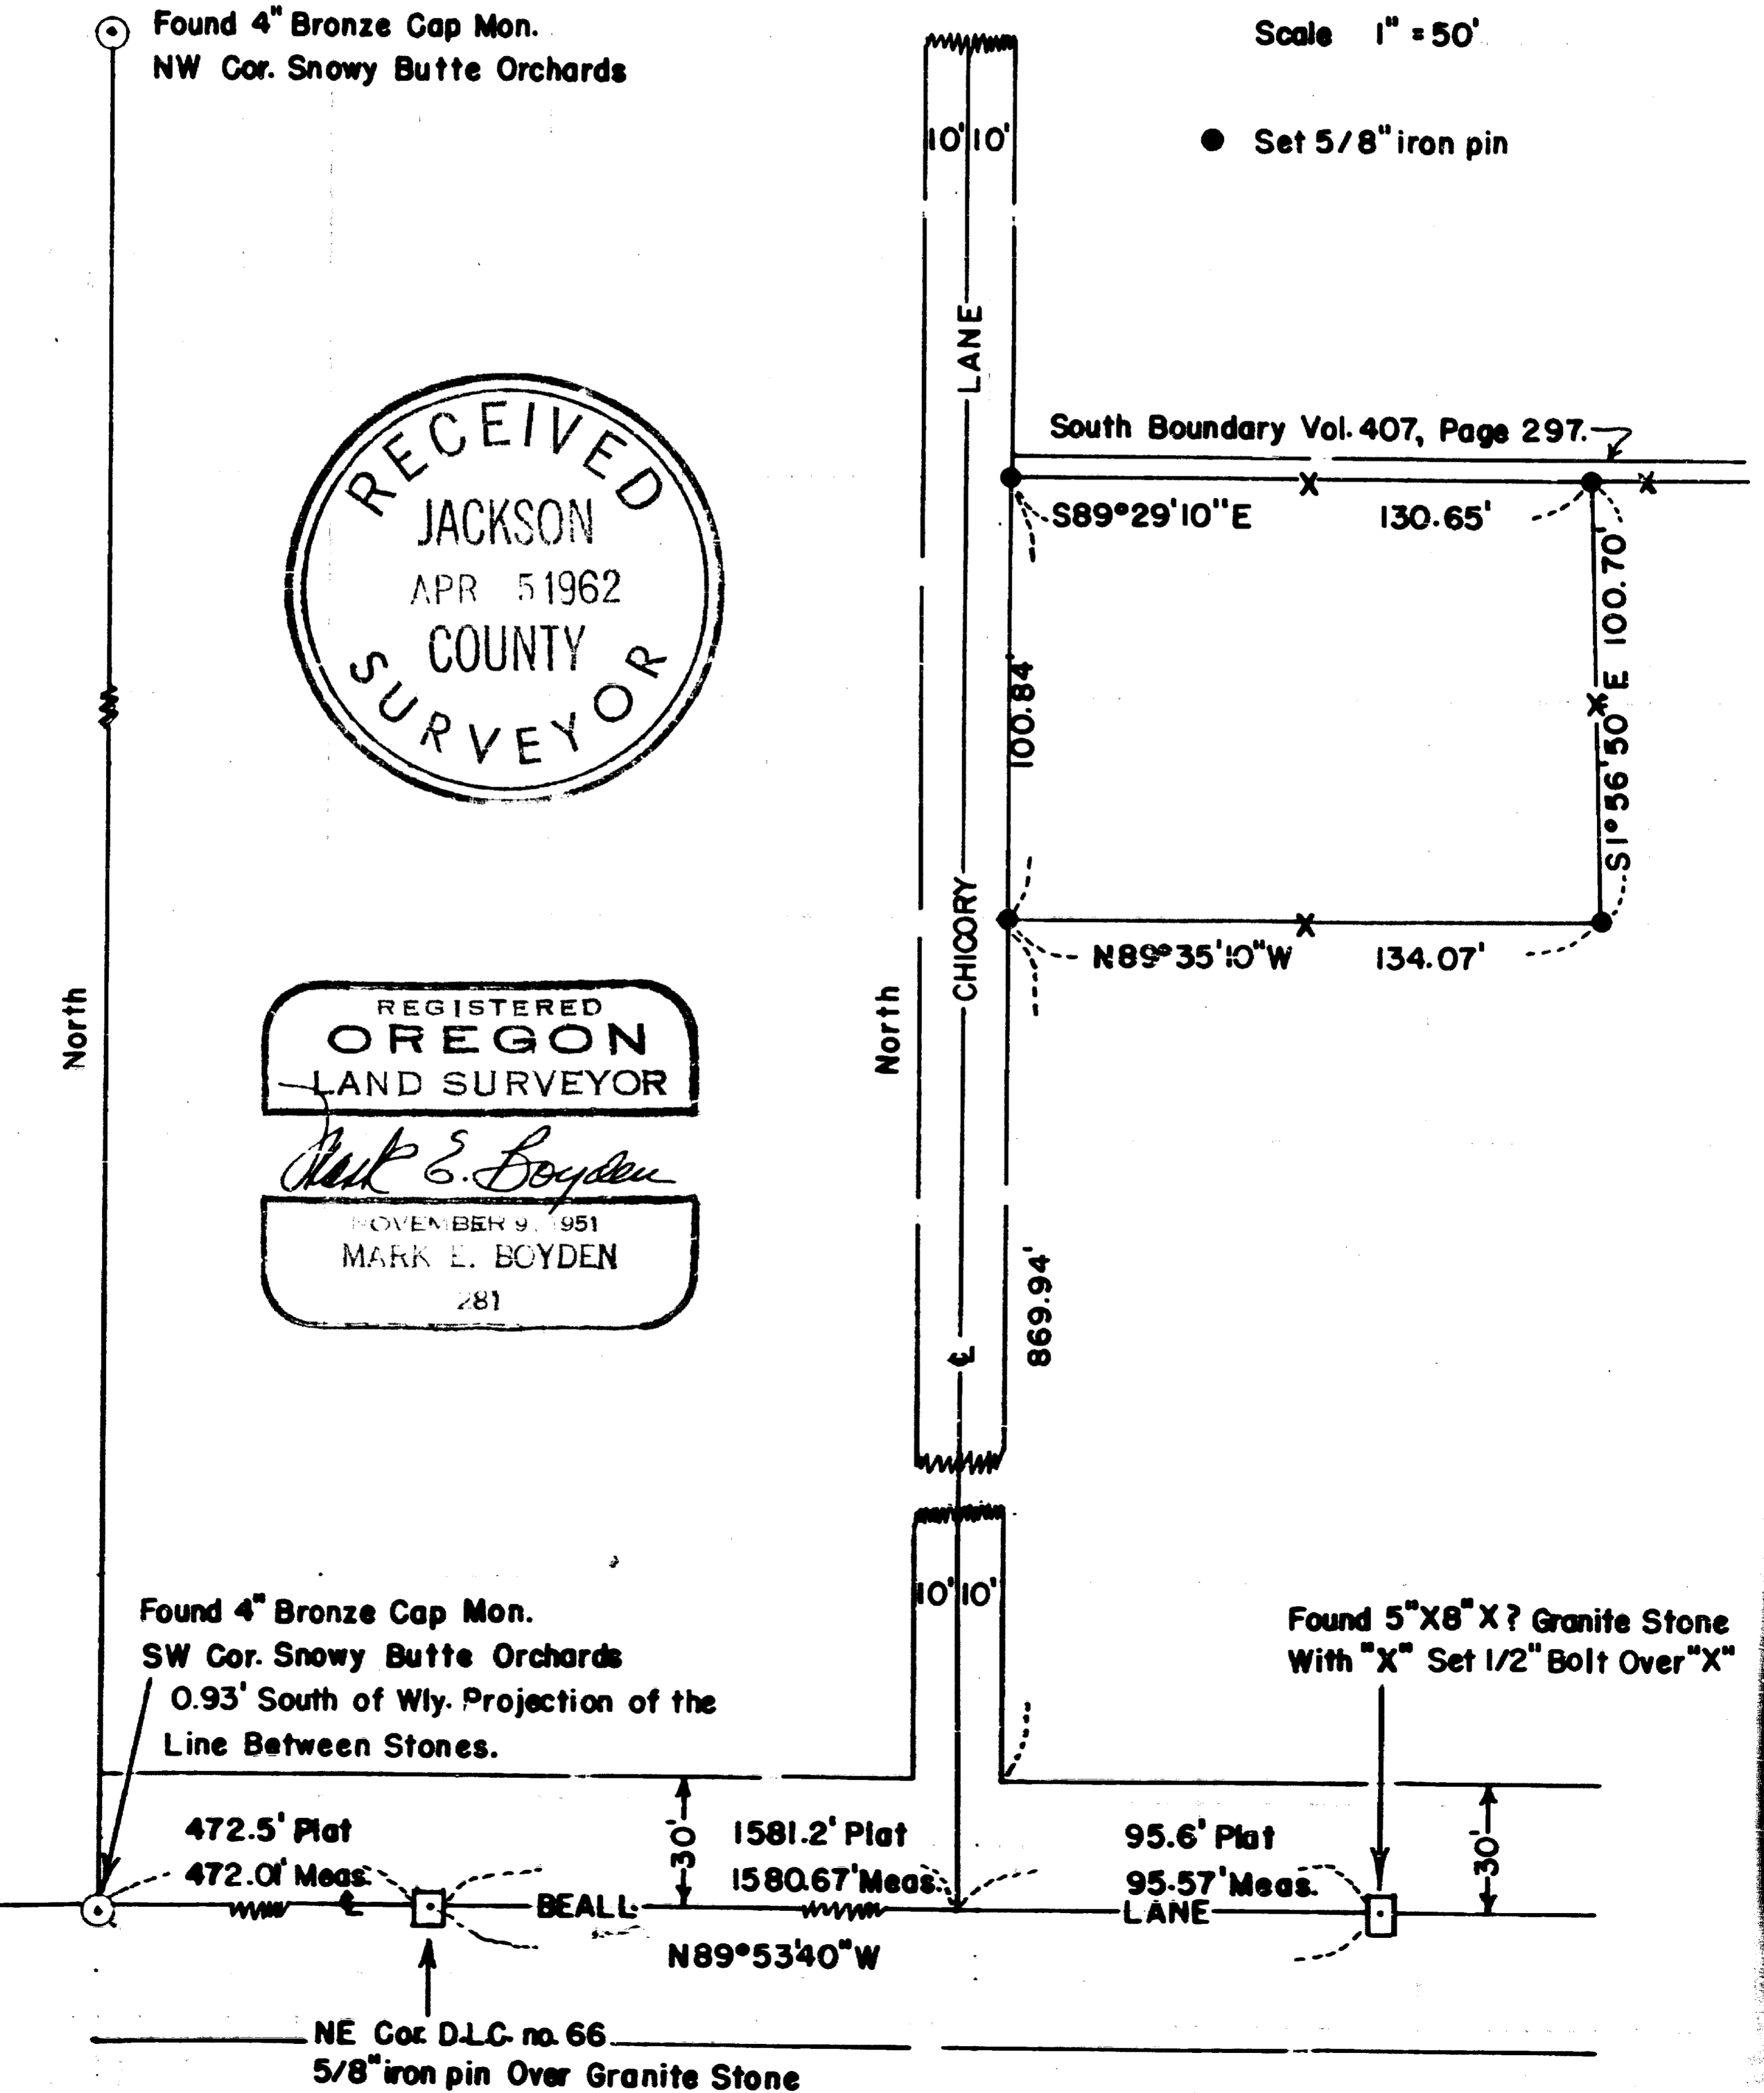 Found 4" Bronze Cap Mon.
NW Cor. Snowy Butte Orchards
Scale 1" = 50'
Set 5/8" iron pin
10' 10'
LANE
South Boundary Vol. 407, Page 297.
S89°29'10"E 130.65'
S1°56'50"E 100.70'
100.84'
N89°35'10"W 134.07'
CHICORY
North
North
869.94'
℄
RECEIVED
JACKSON
APR 5 1962
COUNTY
SURVEYOR
REGISTERED
OREGON
LAND SURVEYOR
Mark E. Boyden
NOVEMBER 9, 1951
MARK E. BOYDEN
281
10' 10'
Found 4" Bronze Cap Mon.
SW Cor. Snowy Butte Orchards
0.93' South of Wly. Projection of the
Line Between Stones.
Found 5"X8"X? Granite Stone
With "X" Set 1/2" Bolt Over "X"
472.5' Plat
472.01' Meas.
30'
1581.2' Plat
1580.67' Meas.
95.6' Plat
95.57' Meas.
30'
℄ BEALL LANE
N89°53'40"W
NE Cor. D.L.C. no. 66
5/8" iron pin Over Granite Stone